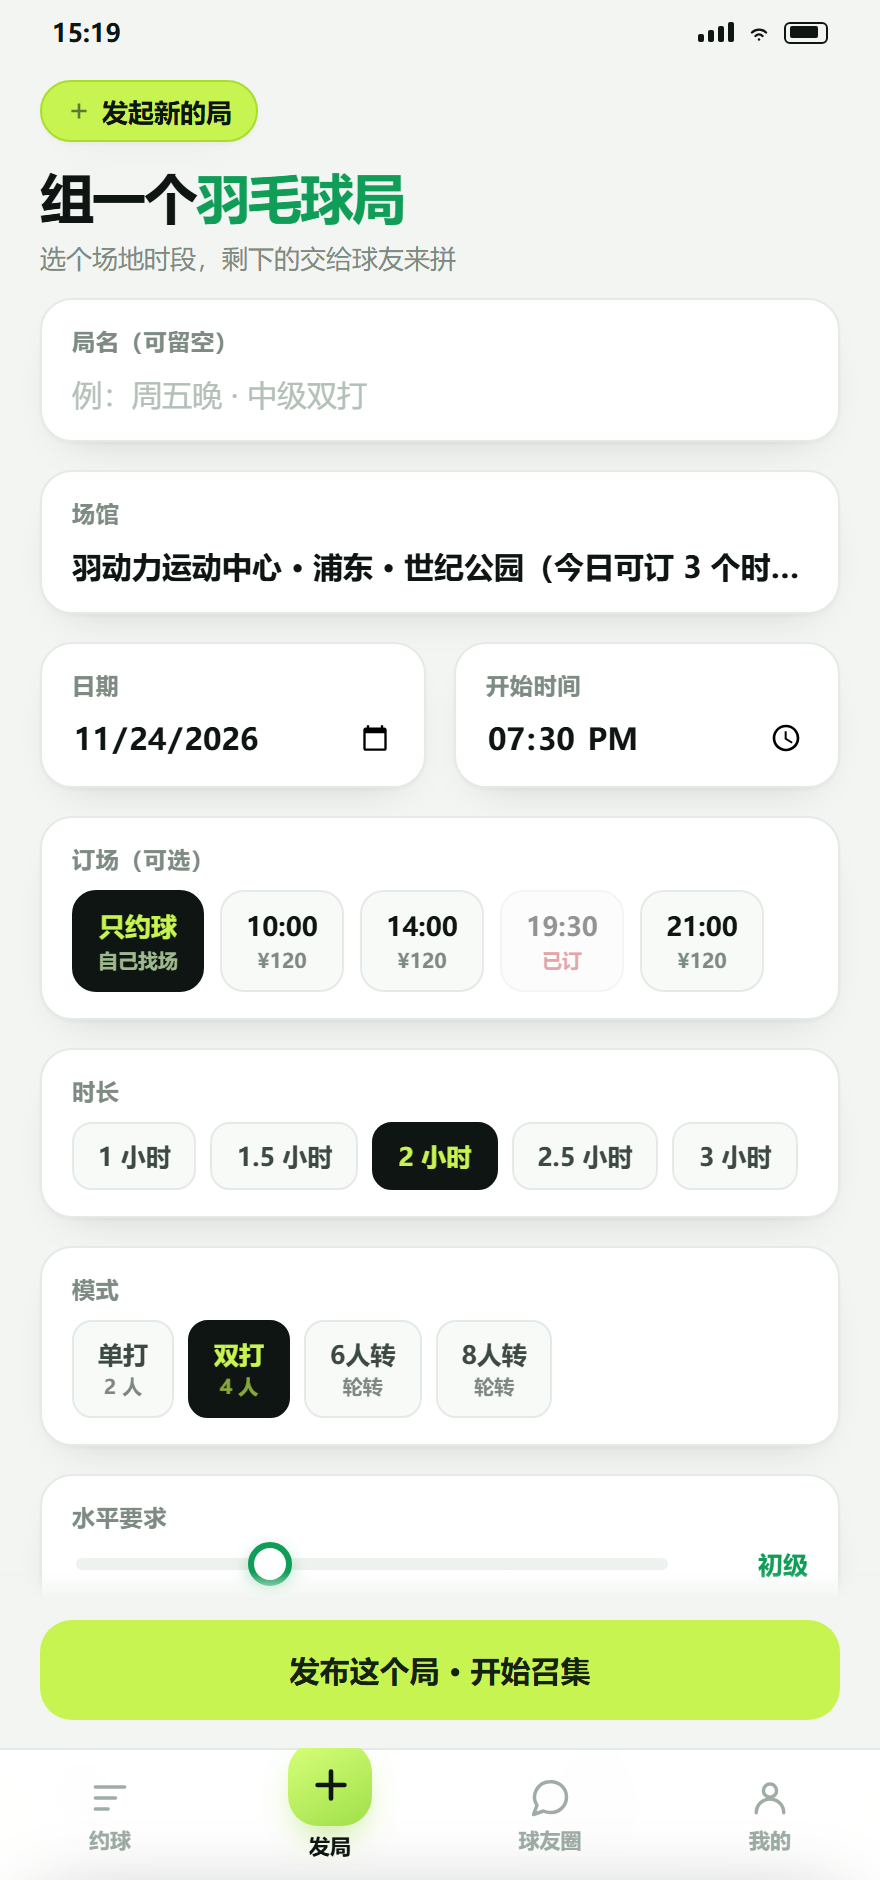 15:19
+ 发起新的局
组一个羽毛球局
选个场地时段，剩下的交给球友来拼
局名（可留空）
例：周五晚 · 中级双打
场馆
羽动力运动中心 • 浦东 • 世纪公园（今日可订 3 个时…
日期
11/24/2026
开始时间
07:30 PM
订场（可选）
只约球
自己找场
10:00
¥120
14:00
¥120
19:30
已订
21:00
¥120
时长
1 小时
1.5 小时
2 小时
2.5 小时
3 小时
模式
单打
2 人
双打
4 人
6人转
轮转
8人转
轮转
水平要求
初级
发布这个局 • 开始召集
约球
发局
球友圈
我的